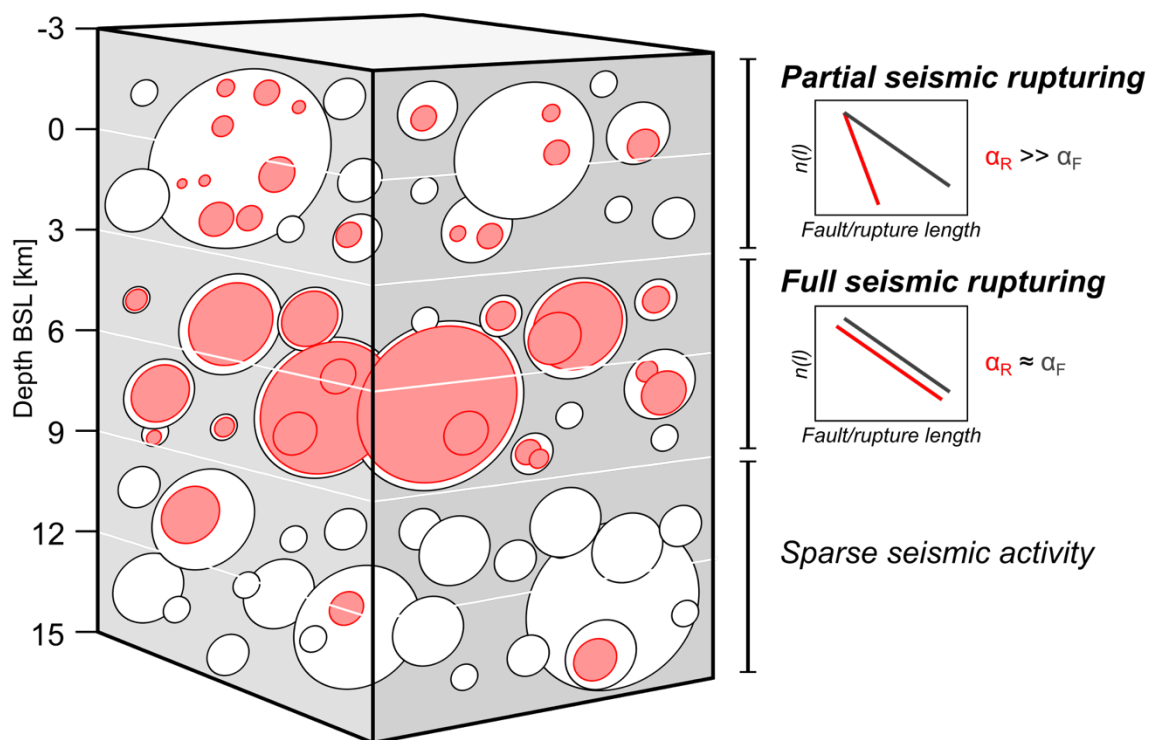 -3
0
3
6
9
12
15
Depth BSL [km]
Partial seismic rupturing
n(l)
Fault/rupture length
αR >> αF
Full seismic rupturing
n(l)
Fault/rupture length
αR ≈ αF
Sparse seismic activity